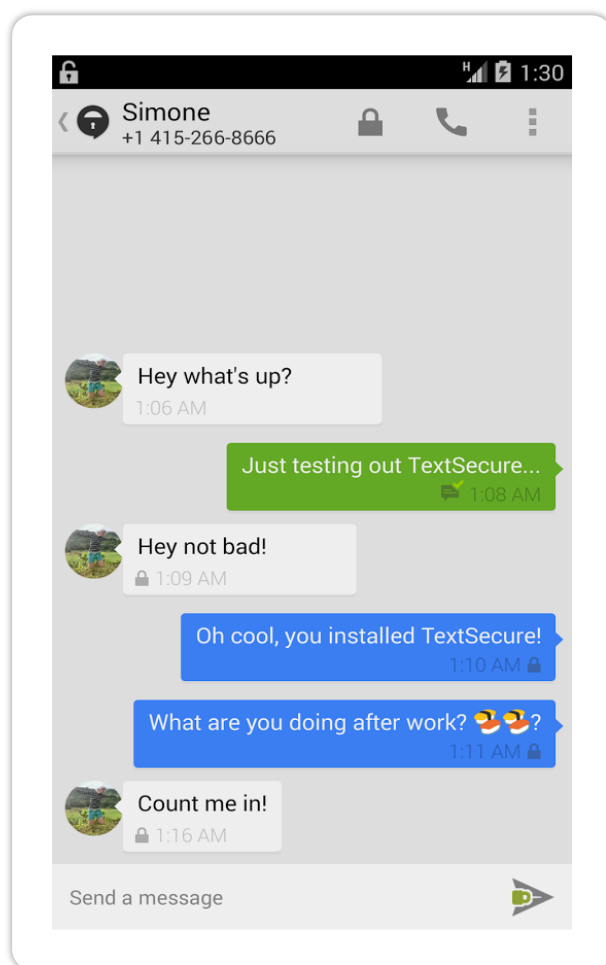 H 1:30
Simone
+1 415-266-8666
Hey what's up?
1:06 AM
Just testing out TextSecure...
1:08 AM
Hey not bad!
1:09 AM
Oh cool, you installed TextSecure!
1:10 AM
What are you doing after work? 🍣🍣?
1:11 AM
Count me in!
1:16 AM
Send a message